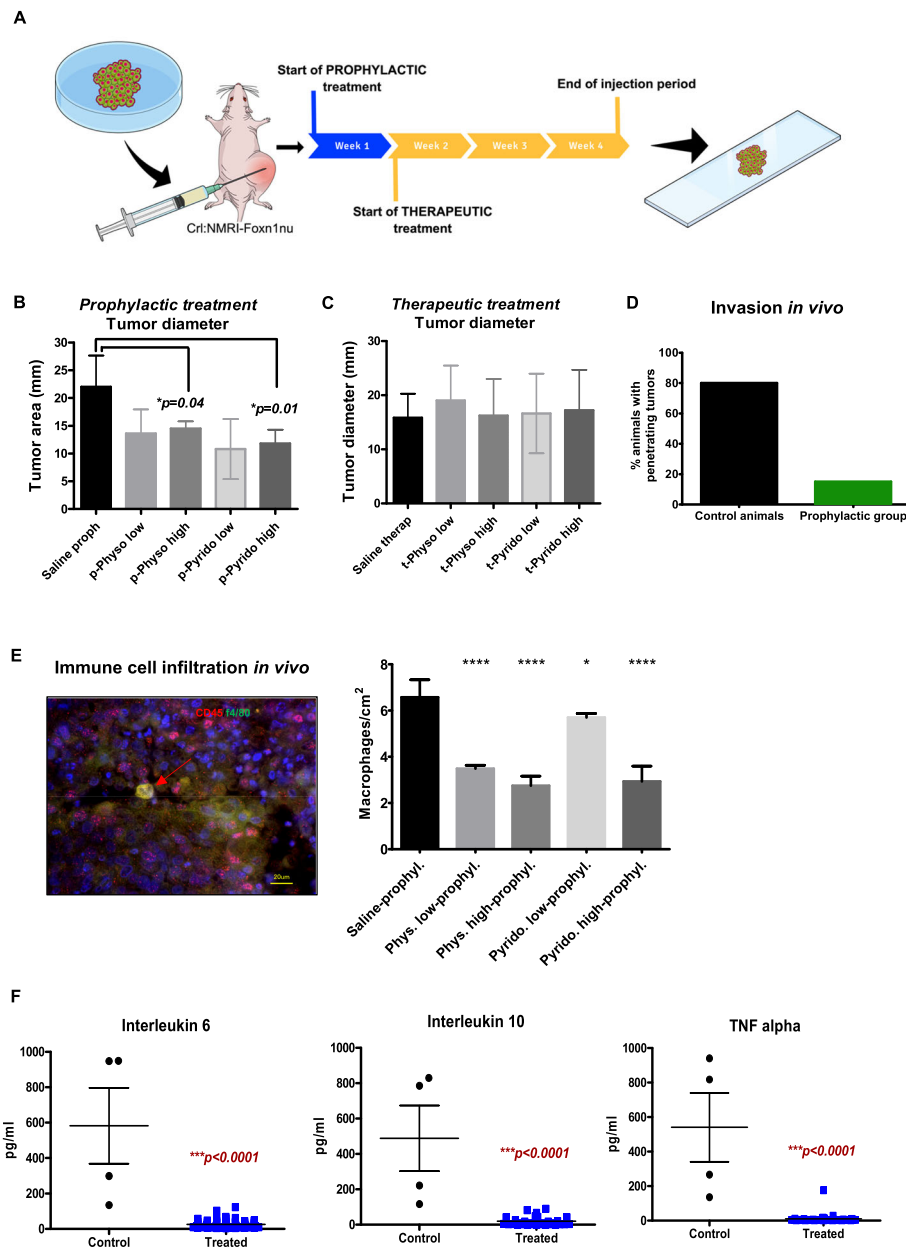 A
Start of PROPHYLACTIC
treatment
End of injection period
Week 1
Week 2
Week 3
Week 4
Start of THERAPEUTIC
treatment
Crl:NMRI-Foxn1nu
B
Prophylactic treatment
Tumor diameter
Tumor area (mm)
30
25
20
15
10
5
0
*p=0.04
*p=0.01
Saline proph
p-Physo low
p-Physo high
p-Pyrido low
p-Pyrido high
C
Therapeutic treatment
Tumor diameter
Tumor diameter (mm)
30
20
10
0
Saline therap
t-Physo low
t-Physo high
t-Pyrido low
t-Pyrido high
D
Invasion in vivo
% animals with
penetrating tumors
100
80
60
40
20
0
Control animals
Prophylactic group
E
Immune cell infiltration in vivo
CD45 f4/80
20um
Macrophages/cm2
8
6
4
2
0
****
****
*
****
Saline-prophyl.
Phys. low-prophyl.
Phys. high-prophyl.
Pyrido. low-prophyl.
Pyrido. high-prophyl.
F
Interleukin 6
pg/ml
1000
800
600
400
200
0
***p<0.0001
Control
Treated
Interleukin 10
pg/ml
1000
800
600
400
200
0
***p<0.0001
Control
Treated
TNF alpha
pg/ml
1000
800
600
400
200
0
***p<0.0001
Control
Treated